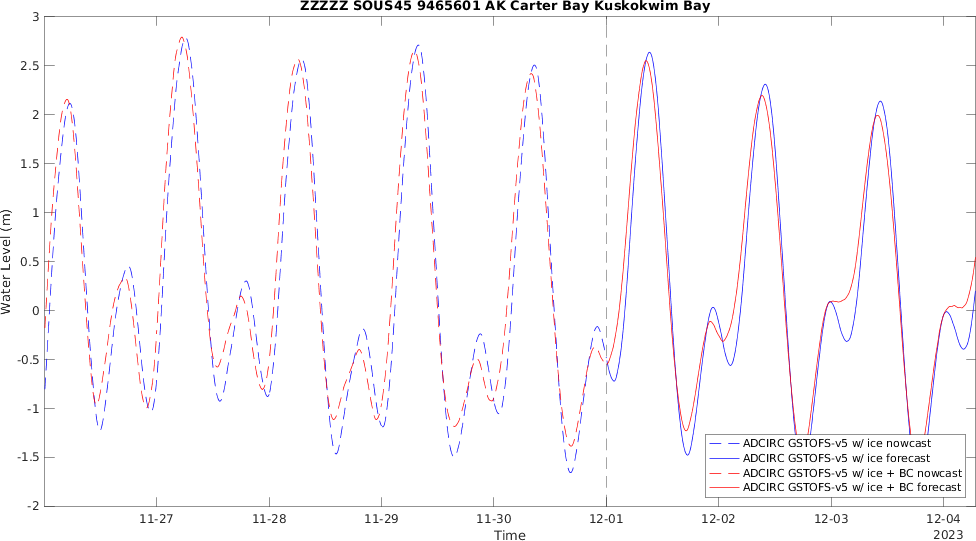 ZZZZZ SOUS45 9465601 AK Carter Bay Kuskokwim Bay
Water Level (m)
3
2.5
2
1.5
1
0.5
0
-0.5
-1
-1.5
-2
ADCIRC GSTOFS-v5 w/ ice nowcast
ADCIRC GSTOFS-v5 w/ ice forecast
ADCIRC GSTOFS-v5 w/ ice + BC nowcast
ADCIRC GSTOFS-v5 w/ ice + BC forecast
11-27 11-28 11-29 11-30 12-01 12-02 12-03 12-04
Time
2023